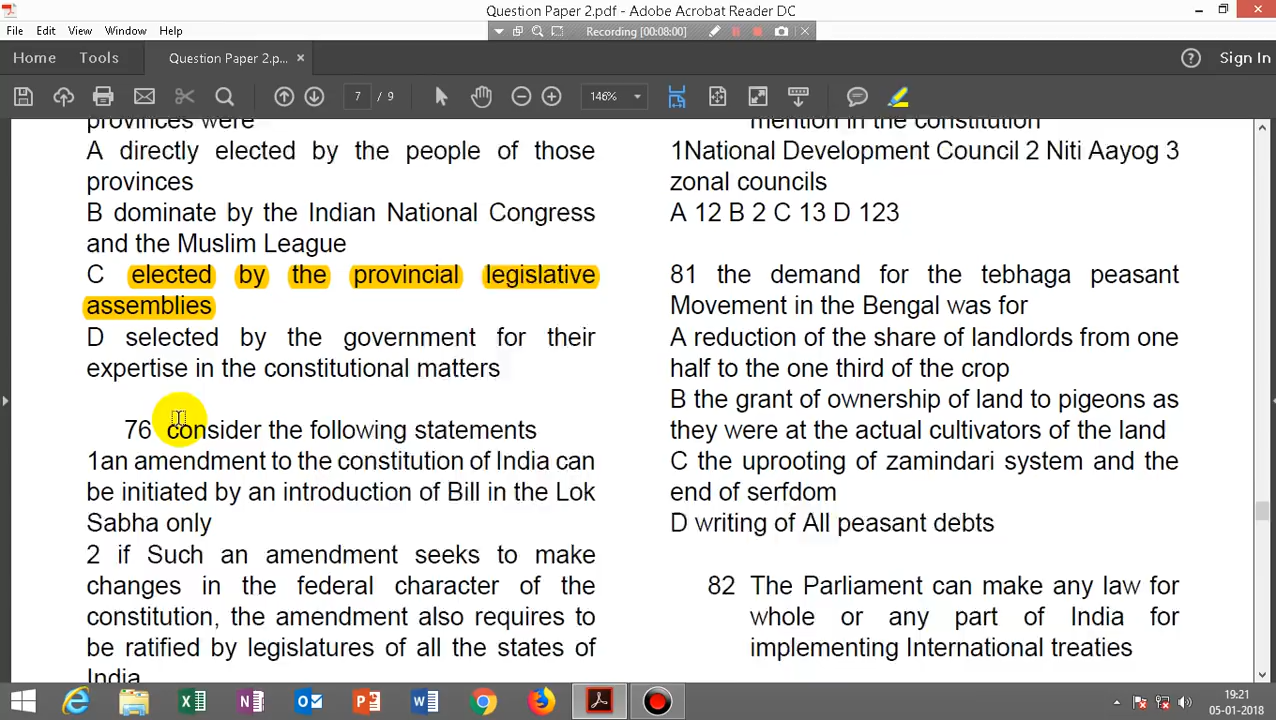 Question Paper 2.pdf - Adobe Acrobat Reader DC
File Edit View Window Help
Recording [00:08:00]
Home Tools Question Paper 2.p... × Sign In
7 / 9 146%
provinces were
A directly elected by the people of those
provinces
B dominate by the Indian National Congress
and the Muslim League
C elected by the provincial legislative
assemblies
D selected by the government for their
expertise in the constitutional matters
76 consider the following statements
1an amendment to the constitution of India can
be initiated by an introduction of Bill in the Lok
Sabha only
2 if Such an amendment seeks to make
changes in the federal character of the
constitution, the amendment also requires to
be ratified by legislatures of all the states of
India
mention in the constitution
1National Development Council 2 Niti Aayog 3
zonal councils
A 12 B 2 C 13 D 123
81 the demand for the tebhaga peasant
Movement in the Bengal was for
A reduction of the share of landlords from one
half to the one third of the crop
B the grant of ownership of land to pigeons as
they were at the actual cultivators of the land
C the uprooting of zamindari system and the
end of serfdom
D writing of All peasant debts
82 The Parliament can make any law for
whole or any part of India for
implementing International treaties
19:21
05-01-2018